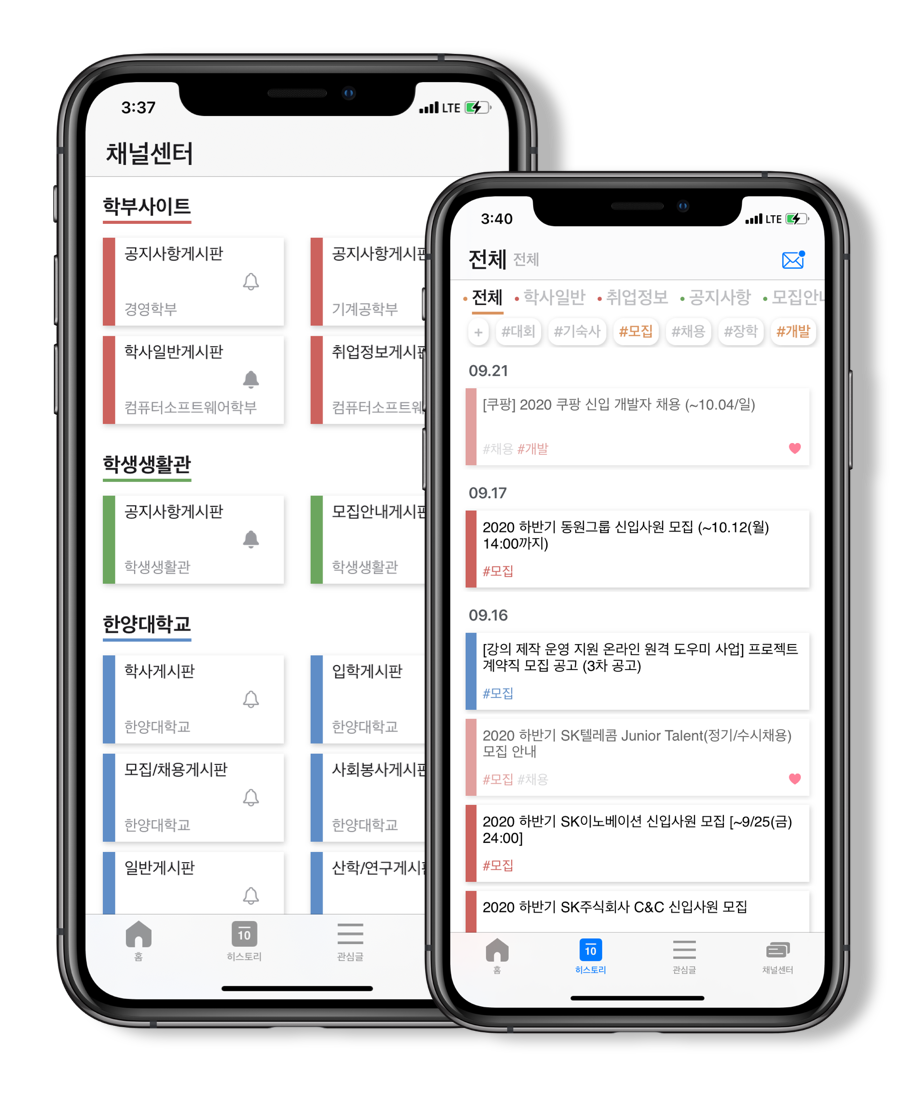 3:37
LTE
채널센터
학부사이트
공지사항게시판
경영학부
공지사항게시판
기계공학부
학사일반게시판
컴퓨터소프트웨어학부
취업정보게시판
컴퓨터소프트웨
학생생활관
공지사항게시판
학생생활관
모집안내게시판
학생생활관
한양대학교
학사게시판
한양대학교
입학게시판
한양대학교
모집/채용게시판
한양대학교
사회봉사게시판
한양대학교
일반게시판
산학/연구게시판
홈
10
히스토리
관심글
3:40
LTE
전체 전체
전체 학사일반 취업정보 공지사항 모집안내
+ #대회 #기숙사 #모집 #채용 #장학 #개발
09.21
[쿠팡] 2020 쿠팡 신입 개발자 채용 (~10.04/일)
#채용 #개발
09.17
2020 하반기 동원그룹 신입사원 모집 (~10.12(월)
14:00까지)
#모집
09.16
[강의 제작 운영 지원 온라인 원격 도우미 사업] 프로젝트
계약직 모집 공고 (3차 공고)
#모집
2020 하반기 SK텔레콤 Junior Talent(정기/수시채용)
모집 안내
#모집 #채용
2020 하반기 SK이노베이션 신입사원 모집 [~9/25(금)
24:00]
#모집
2020 하반기 SK주식회사 C&C 신입사원 모집
홈
10
히스토리
관심글
채널센터